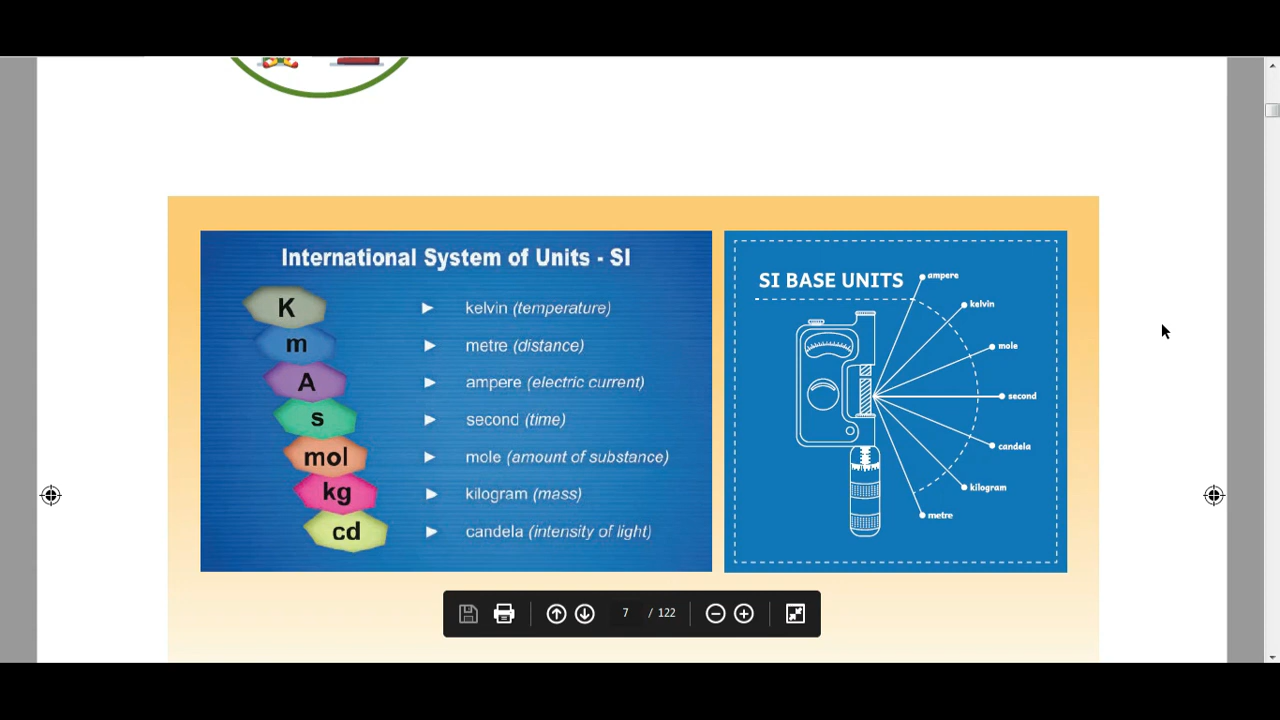 International System of Units - SI
K kelvin (temperature)
m metre (distance)
A ampere (electric current)
s second (time)
mol mole (amount of substance)
kg kilogram (mass)
cd candela (intensity of light)
SI BASE UNITS
ampere
kelvin
mole
second
candela
kilogram
metre
7 / 122